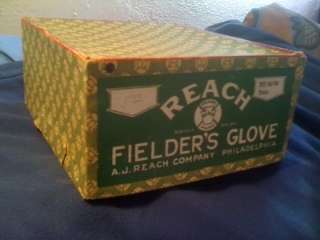 REACH
FIELDER'S GLOVE
A.J. REACH COMPANY PHILADELPHIA